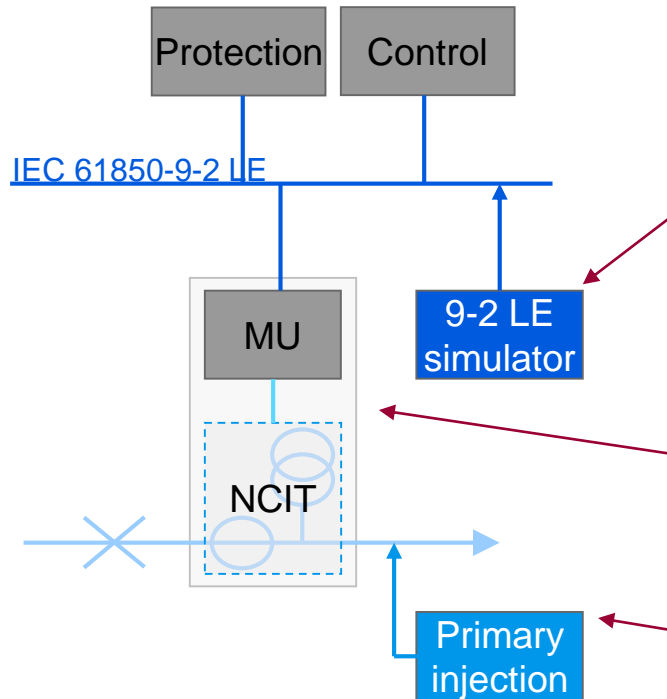 Protection
Control
IEC 61850-9-2 LE
MU
9-2 LE
simulator
NCIT
Primary
injection